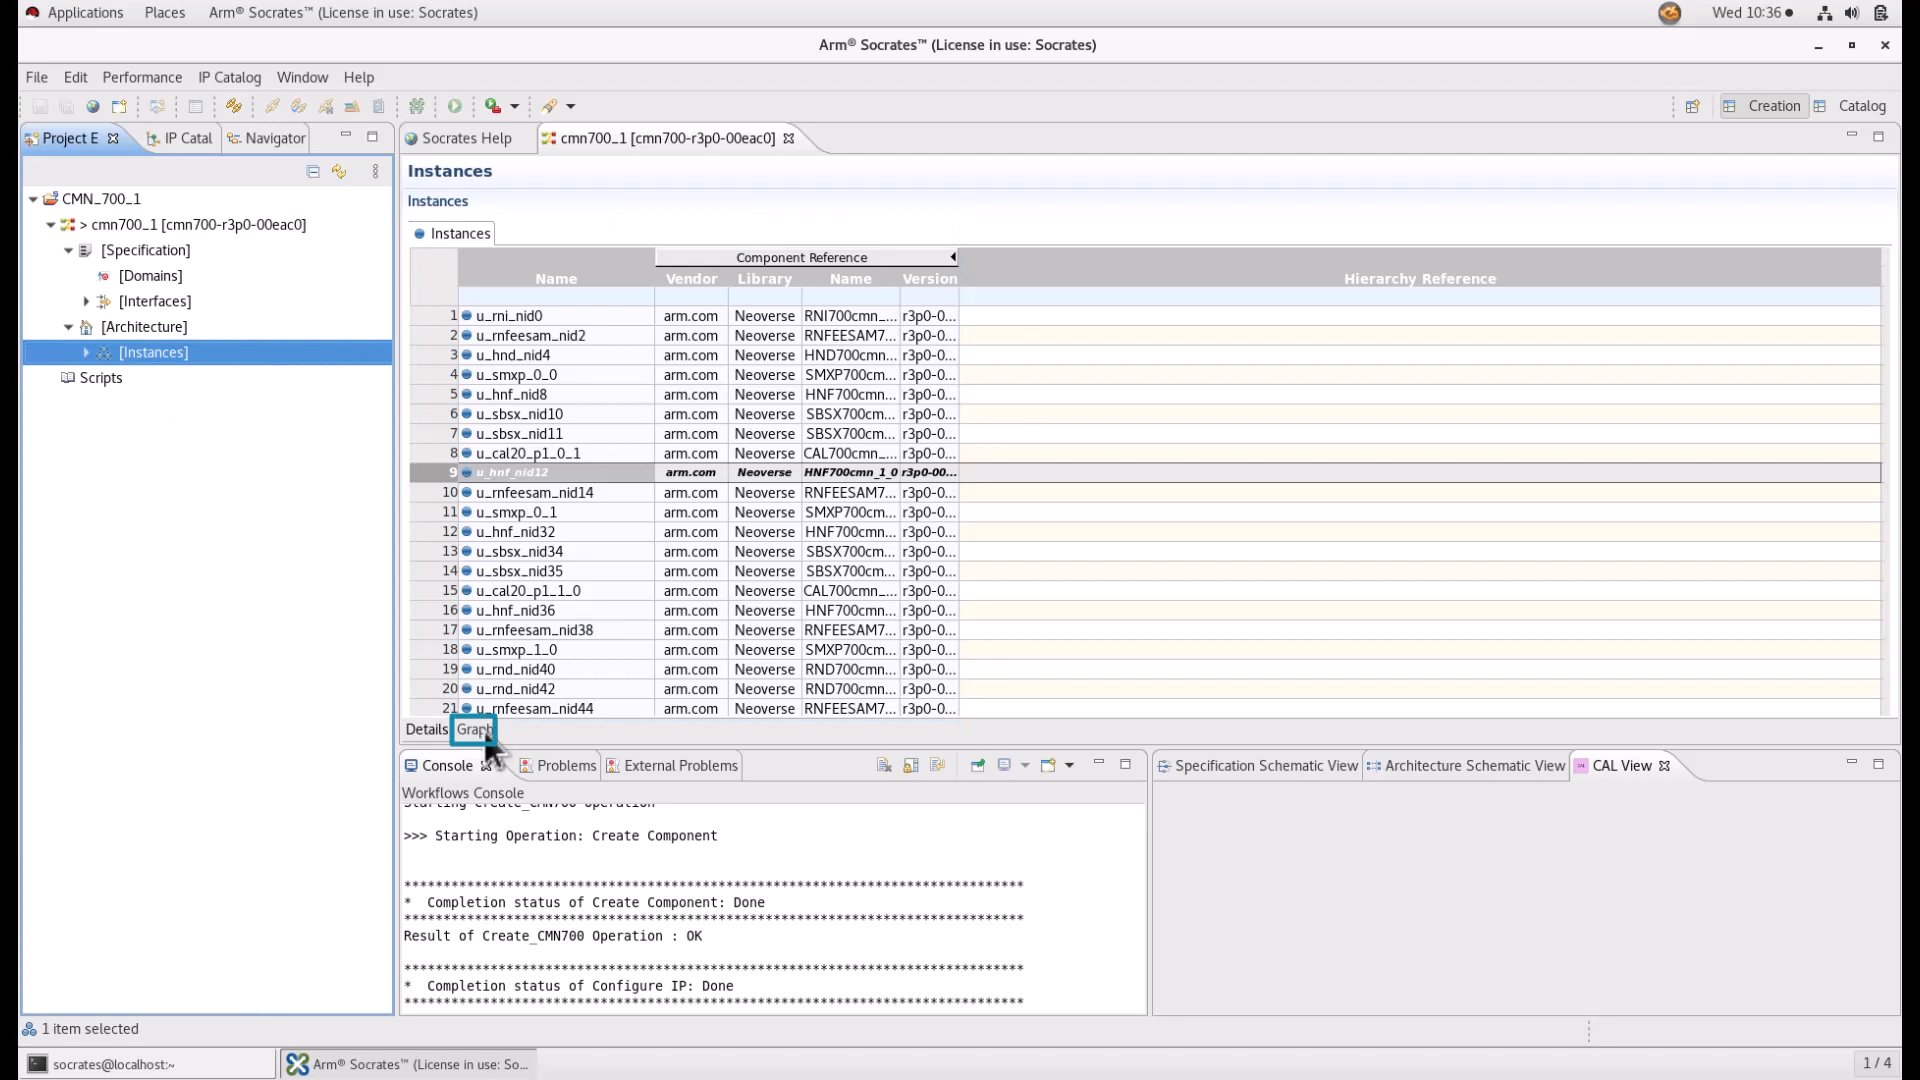 Applications Places Arm® Socrates™ (License in use: Socrates) Wed 10:36
Arm® Socrates™ (License in use: Socrates)
File Edit Performance IP Catalog Window Help
Creation Catalog
Project E IP Catal Navigator
Socrates Help cmn700_1 [cmn700-r3p0-00eac0]
CMN_700_1
> cmn700_1 [cmn700-r3p0-00eac0]
[Specification]
[Domains]
[Interfaces]
[Architecture]
[Instances]
Scripts
Instances
Instances
Instances
Component Reference
Name Vendor Library Name Version Hierarchy Reference
1 u_rni_nid0 arm.com Neoverse RNI700cmn_... r3p0-0...
2 u_rnfeesam_nid2 arm.com Neoverse RNFEESAM7... r3p0-0...
3 u_hnd_nid4 arm.com Neoverse HND700cmn... r3p0-0...
4 u_smxp_0_0 arm.com Neoverse SMXP700cm... r3p0-0...
5 u_hnf_nid8 arm.com Neoverse HNF700cmn... r3p0-0...
6 u_sbsx_nid10 arm.com Neoverse SBSX700cm... r3p0-0...
7 u_sbsx_nid11 arm.com Neoverse SBSX700cm... r3p0-0...
8 u_cal20_p1_0_1 arm.com Neoverse CAL700cmn_... r3p0-0...
9 u_hnf_nid12 arm.com Neoverse HNF700cmn_1_0 r3p0-00...
10 u_rnfeesam_nid14 arm.com Neoverse RNFEESAM7... r3p0-0...
11 u_smxp_0_1 arm.com Neoverse SMXP700cm... r3p0-0...
12 u_hnf_nid32 arm.com Neoverse HNF700cmn... r3p0-0...
13 u_sbsx_nid34 arm.com Neoverse SBSX700cm... r3p0-0...
14 u_sbsx_nid35 arm.com Neoverse SBSX700cm... r3p0-0...
15 u_cal20_p1_1_0 arm.com Neoverse CAL700cmn_... r3p0-0...
16 u_hnf_nid36 arm.com Neoverse HNF700cmn... r3p0-0...
17 u_rnfeesam_nid38 arm.com Neoverse RNFEESAM7... r3p0-0...
18 u_smxp_1_0 arm.com Neoverse SMXP700cm... r3p0-0...
19 u_rnd_nid40 arm.com Neoverse RND700cmn... r3p0-0...
20 u_rnd_nid42 arm.com Neoverse RND700cmn... r3p0-0...
21 u_rnfeesam_nid44 arm.com Neoverse RNFEESAM7... r3p0-0...
Details Graph
Console Problems External Problems
Specification Schematic View Architecture Schematic View CAL View
Workflows Console
Starting Create_CMN700 Operation
>>> Starting Operation: Create Component
*******************************************************************************
* Completion status of Create Component: Done
*******************************************************************************
Result of Create_CMN700 Operation : OK
*******************************************************************************
* Completion status of Configure IP: Done
*******************************************************************************
1 item selected
socrates@localhost:~ Arm® Socrates™ (License in use: So... 1 / 4